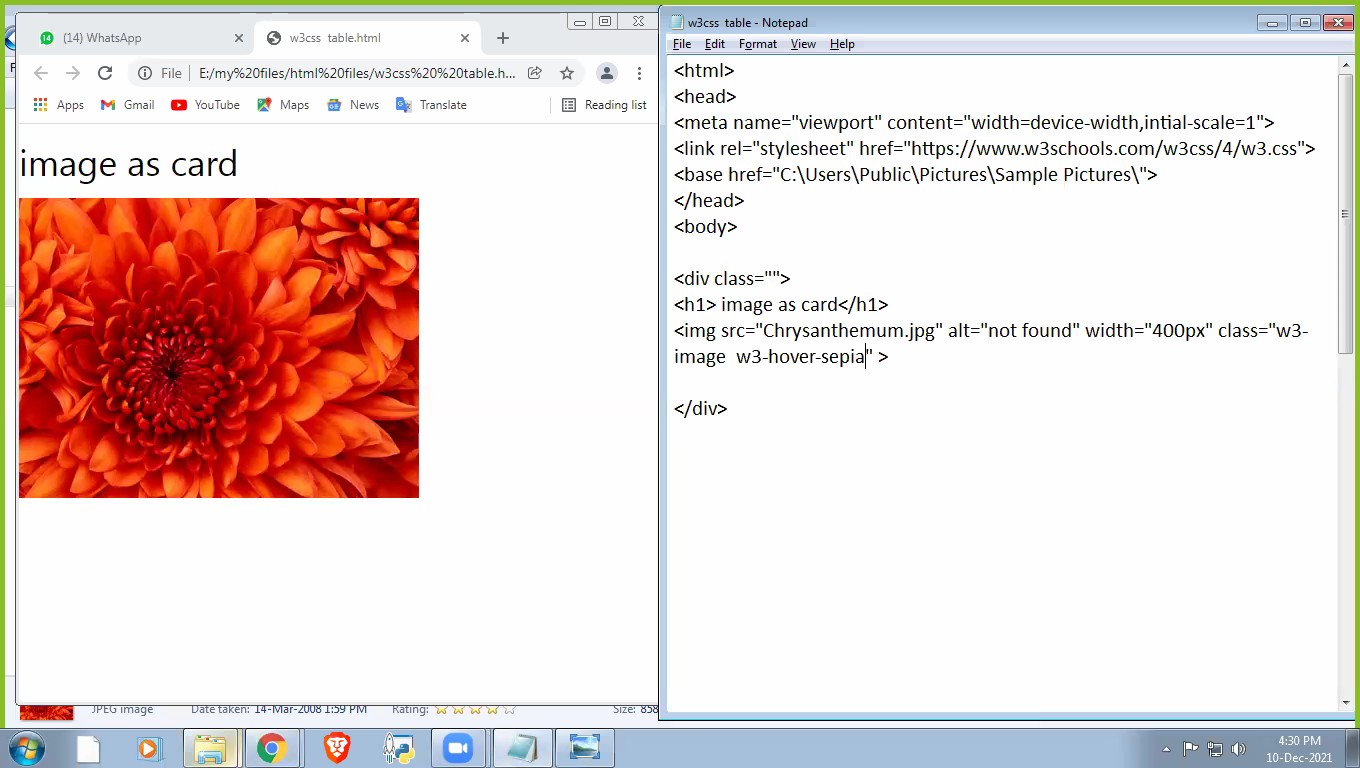 (14) WhatsApp
w3css table.html
File
E:/my%20files/html%20files/w3css%20%20table.h...
Apps
Gmail
YouTube
Maps
News
Translate
Reading list
image as card
JPEG image
Date taken: 14-Mar-2008 1:59 PM
Rating:
Size: 858
w3css table - Notepad
File Edit Format View Help
<html>
<head>
<meta name="viewport" content="width=device-width,intial-scale=1">
<link rel="stylesheet" href="https://www.w3schools.com/w3css/4/w3.css">
<base href="C:\Users\Public\Pictures\Sample Pictures\">
</head>
<body>
<div class="">
<h1> image as card</h1>
<img src="Chrysanthemum.jpg" alt="not found" width="400px" class="w3-
image w3-hover-sepia" >
</div>
4:30 PM
10-Dec-2021